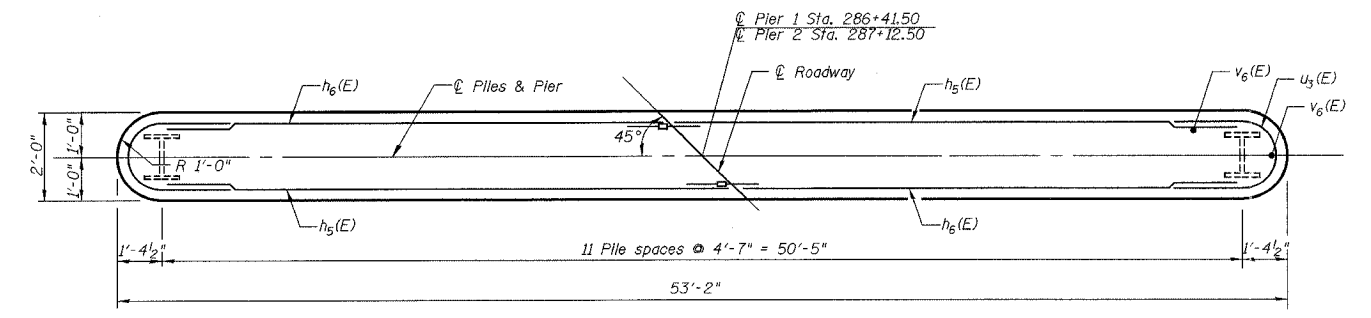 ℄ Pier 1 Sta. 286+41.50
℄ Pier 2 Sta. 287+12.50
℄ Roadway
h6(E)
℄ Piles & Pier
h5(E)
v6(E)
u3(E)
v6(E)
2'-0"
1'-0"
1'-0"
R 1'-0"
45°
h5(E)
h6(E)
1'-4½"
11 Pile spaces @ 4'-7" = 50'-5"
1'-4½"
53'-2"